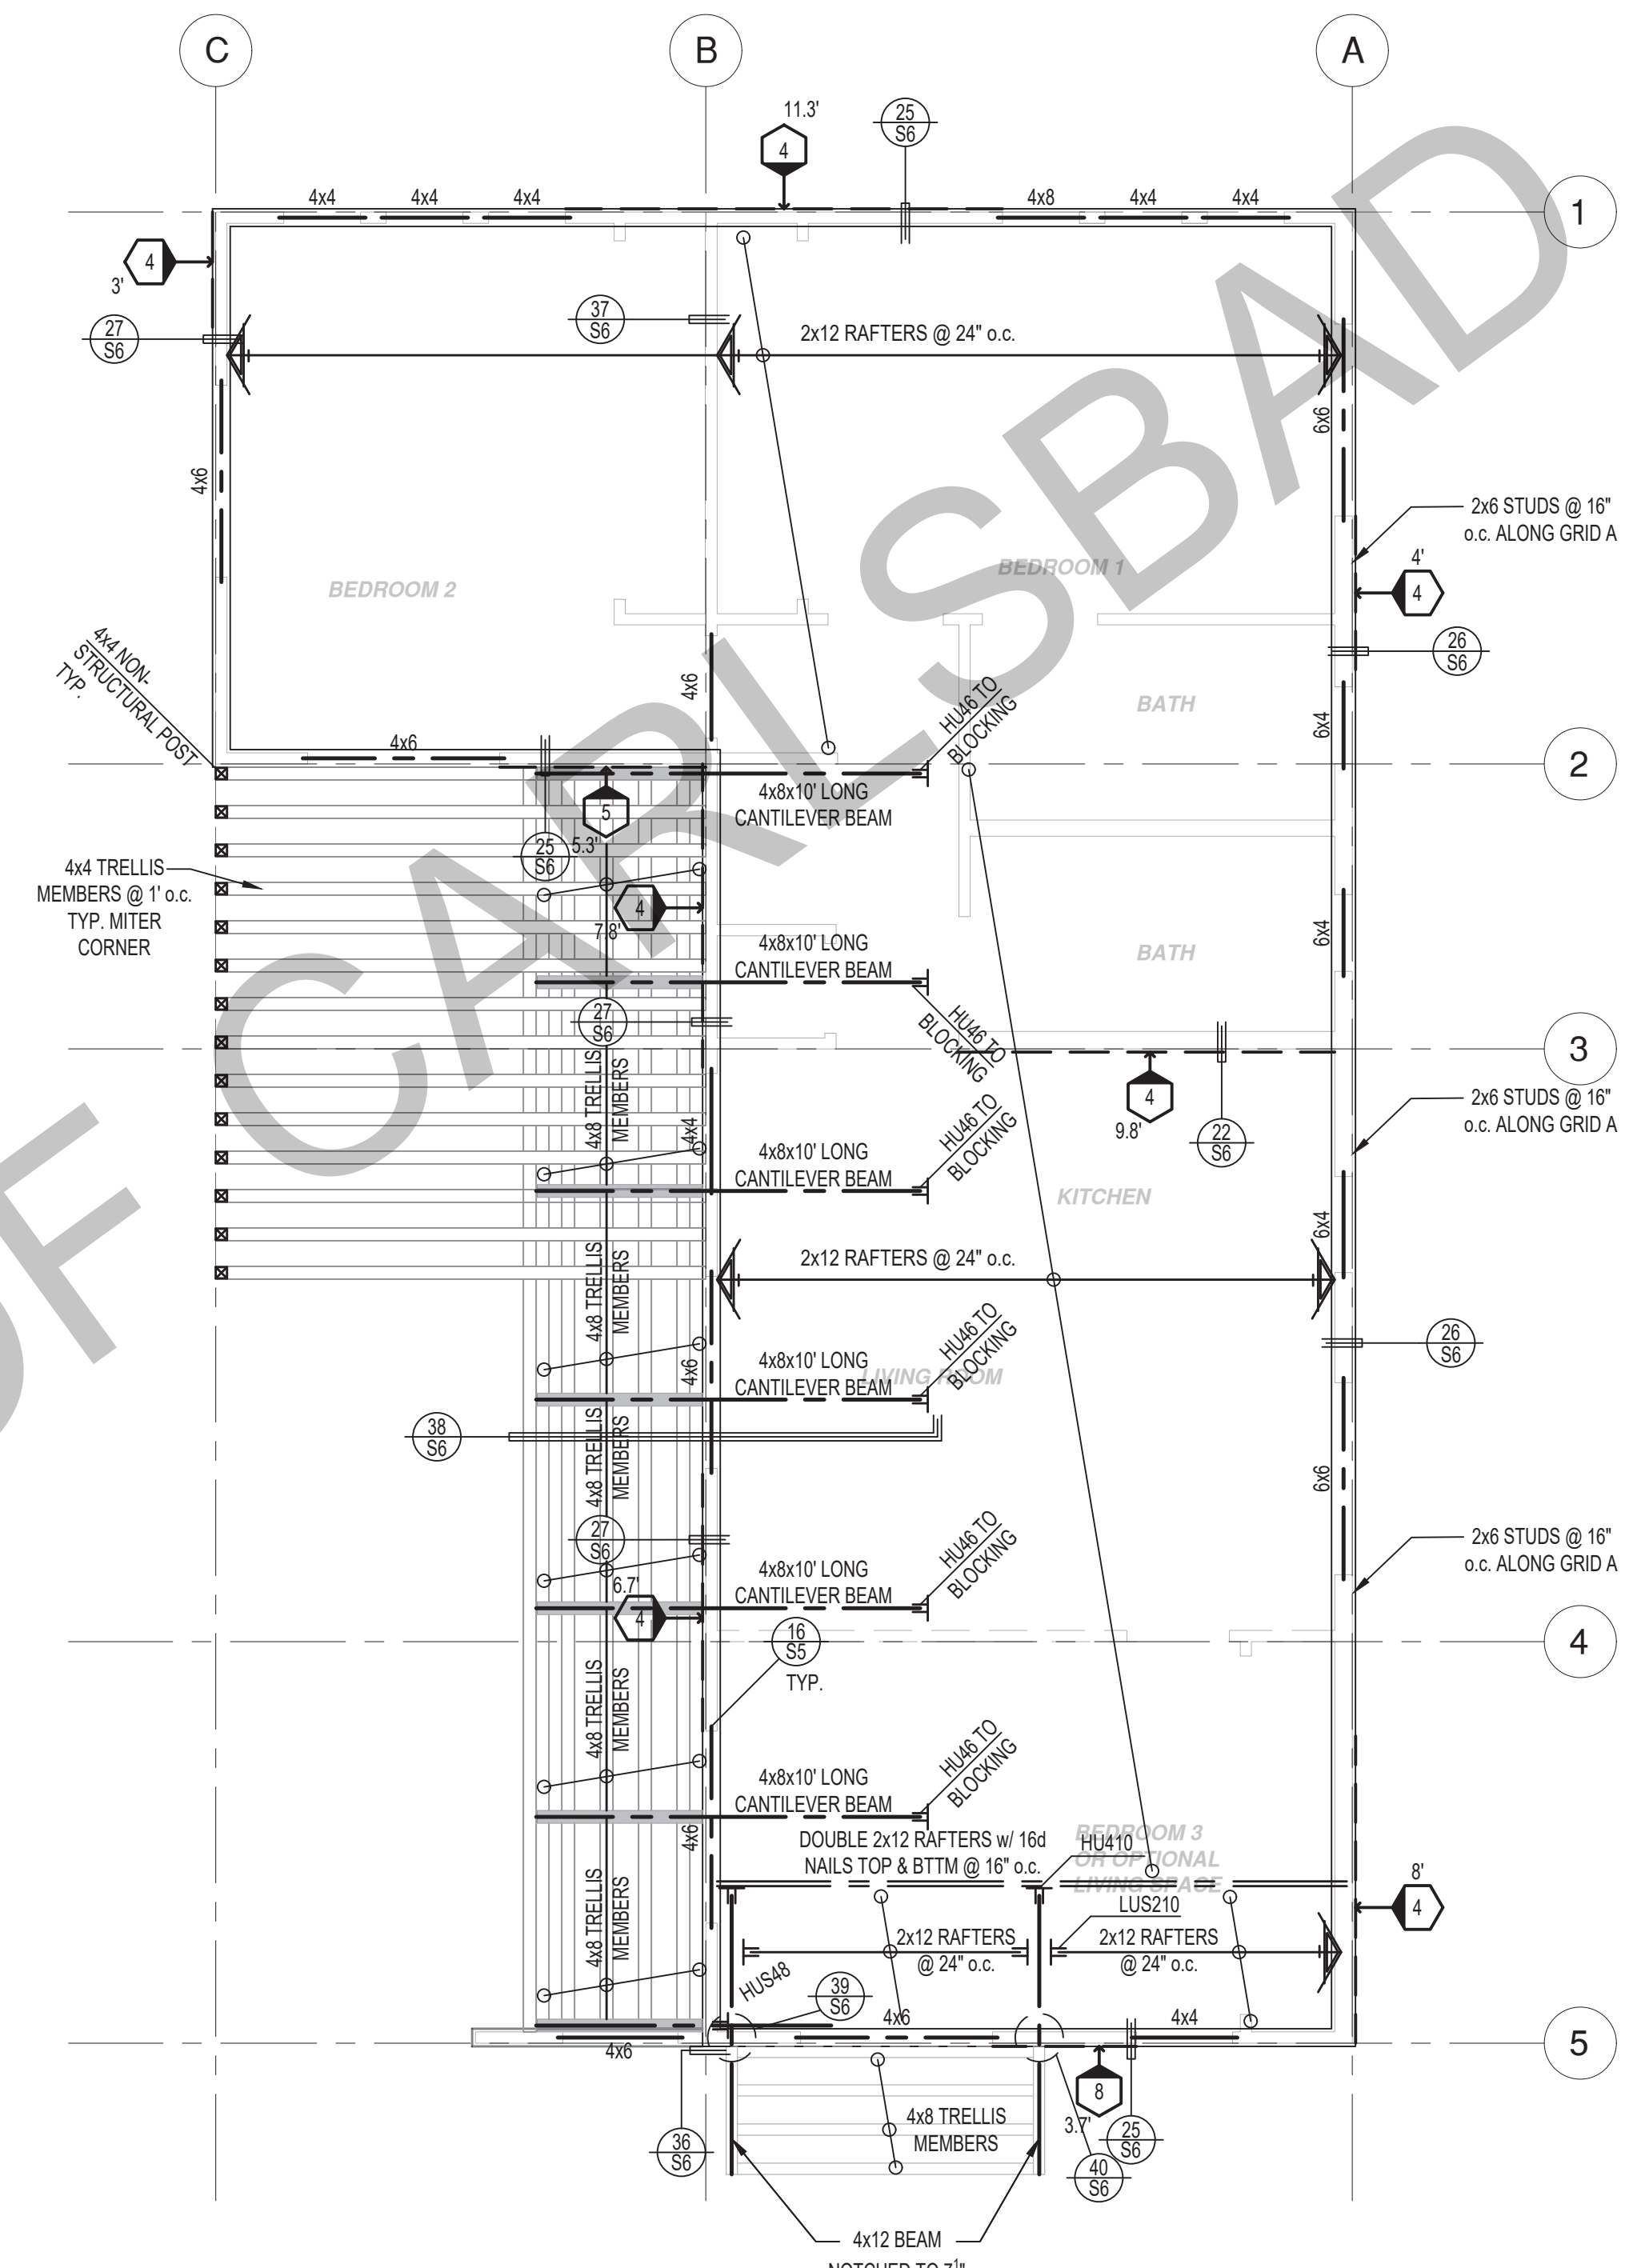 C
B
A
11.3'
4
25
S6
4x4
4x4
4x4
4x8
4x4
4x4
1
4
3'
27
S6
37
S6
2x12 RAFTERS @ 24" o.c.
6x6
4x6
2x6 STUDS @ 16"
o.c. ALONG GRID A
4'
4
BEDROOM 2
BEDROOM 1
26
S6
4x4 NON-
STRUCTURAL POST
TYP.
4x6
BATH
HU46 TO
BLOCKING
6x4
4x6
2
4x8x10' LONG
CANTILEVER BEAM
5
5.3'
25
S6
4x4 TRELLIS
MEMBERS @ 1' o.c.
TYP. MITER
CORNER
4
7.8'
4x8x10' LONG
CANTILEVER BEAM
BATH
6x4
27
S6
HU46 TO
BLOCKING
3
4x8 TRELLIS
MEMBERS
4x4
4
9.8'
22
S6
2x6 STUDS @ 16"
o.c. ALONG GRID A
HU46 TO
BLOCKING
4x8x10' LONG
CANTILEVER BEAM
KITCHEN
6x4
2x12 RAFTERS @ 24" o.c.
4x8 TRELLIS
MEMBERS
HU46 TO
BLOCKING
26
S6
4x6
4x8x10' LONG
CANTILEVER BEAM
LIVING ROOM
38
S6
4x8 TRELLIS
MEMBERS
6x6
27
S6
HU46 TO
BLOCKING
2x6 STUDS @ 16"
o.c. ALONG GRID A
4x8x10' LONG
CANTILEVER BEAM
6.7'
4
16
S5
TYP.
4
4x8 TRELLIS
MEMBERS
HU46 TO
BLOCKING
4x8x10' LONG
CANTILEVER BEAM
4x6
DOUBLE 2x12 RAFTERS w/ 16d
NAILS TOP & BTTM @ 16" o.c.
BEDROOM 3
OR OPTIONAL
LIVING SPACE
HU410
LUS210
8'
4
4x8 TRELLIS
MEMBERS
2x12 RAFTERS
@ 24" o.c.
2x12 RAFTERS
@ 24" o.c.
HUS48
39
S6
4x6
4x4
4x6
5
8
3.7'
25
S6
36
S6
4x8 TRELLIS
MEMBERS
40
S6
4x12 BEAM
OF CARLSBAD